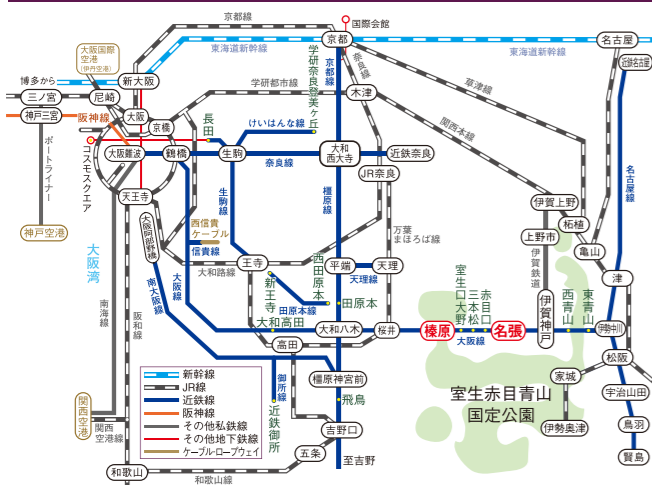 京都線
国際会館
京都
名古屋
東海道新幹線
東海道新幹線
大阪国際
空港
(伊丹空港)
近鉄名古屋
博多から
新大阪
学研奈良登美ヶ丘
京都線
奈良線
草津線
学研都市線
木津
三ノ宮
尼崎
神戸三宮
阪神線
大阪
京橋
長田
けいはんな線
関西本線
ポートライナー
コスモスクエア
大阪難波
鶴橋
生駒
奈良線
大和
西大寺
近鉄奈良
JR奈良
名古屋線
天王寺
生駒線
橿原線
伊賀上野
柘植
神戸空港
大阪阿部野橋
西信貴
ケーブル
信貴線
万葉
まほろば線
上野市
亀山
大阪湾
大和路線
王寺
西田原本
平端
天理
天理線
伊賀鉄道
津
南海線
阪和線
南大阪線
大阪線
新王寺
田原本線
田原本
室生口大野
三本松
赤目口
伊賀神戸
西青山
東青山
大和高田
大和八木
桜井
榛原
大阪線
名張
伊勢中川
高田
松阪
新幹線
JR線
近鉄線
阪神線
その他私鉄線
その他地下鉄線
ケーブル・ロープウェイ
御所線
橿原神宮前
家城
室生赤目青山
国定公園
宇治山田
関西空港
関西
空港線
近鉄御所
飛鳥
吉野口
伊勢奥津
鳥羽
五条
至吉野
賢島
和歌山
和歌山線